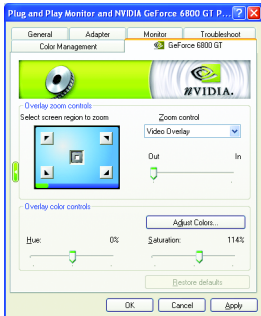 Plug and Play Monitor and NVIDIA GeForce 6800 GT P...
General Adapter Monitor Troubleshoot
Color Management GeForce 6800 GT
NVIDIA.
Overlay zoom controls
Select screen region to zoom
Zoom control
Video Overlay
Out In
Overlay color controls
Adjust Colors...
Hue: 0% Saturation: 114%
Restore defaults
OK Cancel Apply